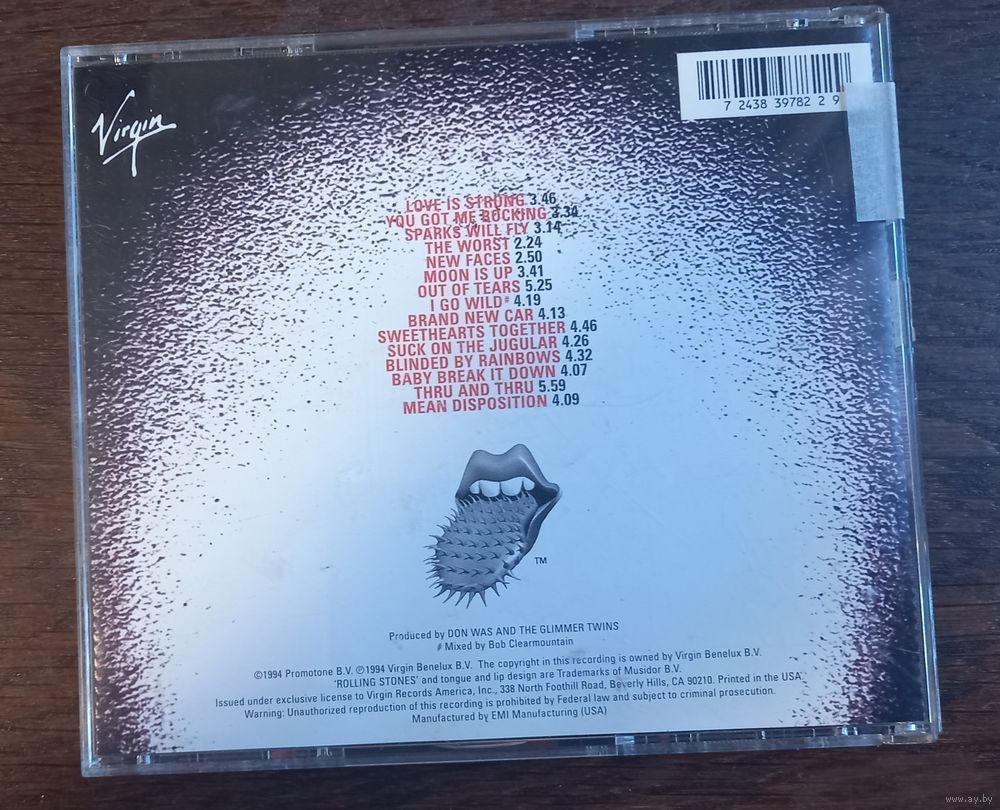 Virgin
7 24383 9782 2 9
LOVE IS STRONG 3.46
YOU GOT ME ROCKING 3.34
SPARKS WILL FLY 3.14
THE WORST 2.24
NEW FACES 2.50
MOON IS UP 3.41
OUT OF TEARS 5.25
I GO WILD# 4.19
BRAND NEW CAR 4.13
SWEETHEARTS TOGETHER 4.46
SUCK ON THE JUGULAR 4.26
BLINDED BY RAINBOWS 4.32
BABY BREAK IT DOWN 4.07
THRU AND THRU 5.59
MEAN DISPOSITION 4.09
TM
Produced by DON WAS AND THE GLIMMER TWINS
# Mixed by Bob Clearmountain
©1994 Promotone B.V. ℗1994 Virgin Benelux B.V. The copyright in this recording is owned by Virgin Benelux B.V.
'ROLLING STONES' and tongue and lip design are Trademarks of Musidor B.V.
Issued under exclusive license to Virgin Records America, Inc., 338 North Foothill Road, Beverly Hills, CA 90210. Printed in the USA.
Warning: Unauthorized reproduction of this recording is prohibited by Federal law and subject to criminal prosecution.
Manufactured by EMI Manufacturing (USA)
www.ay.by